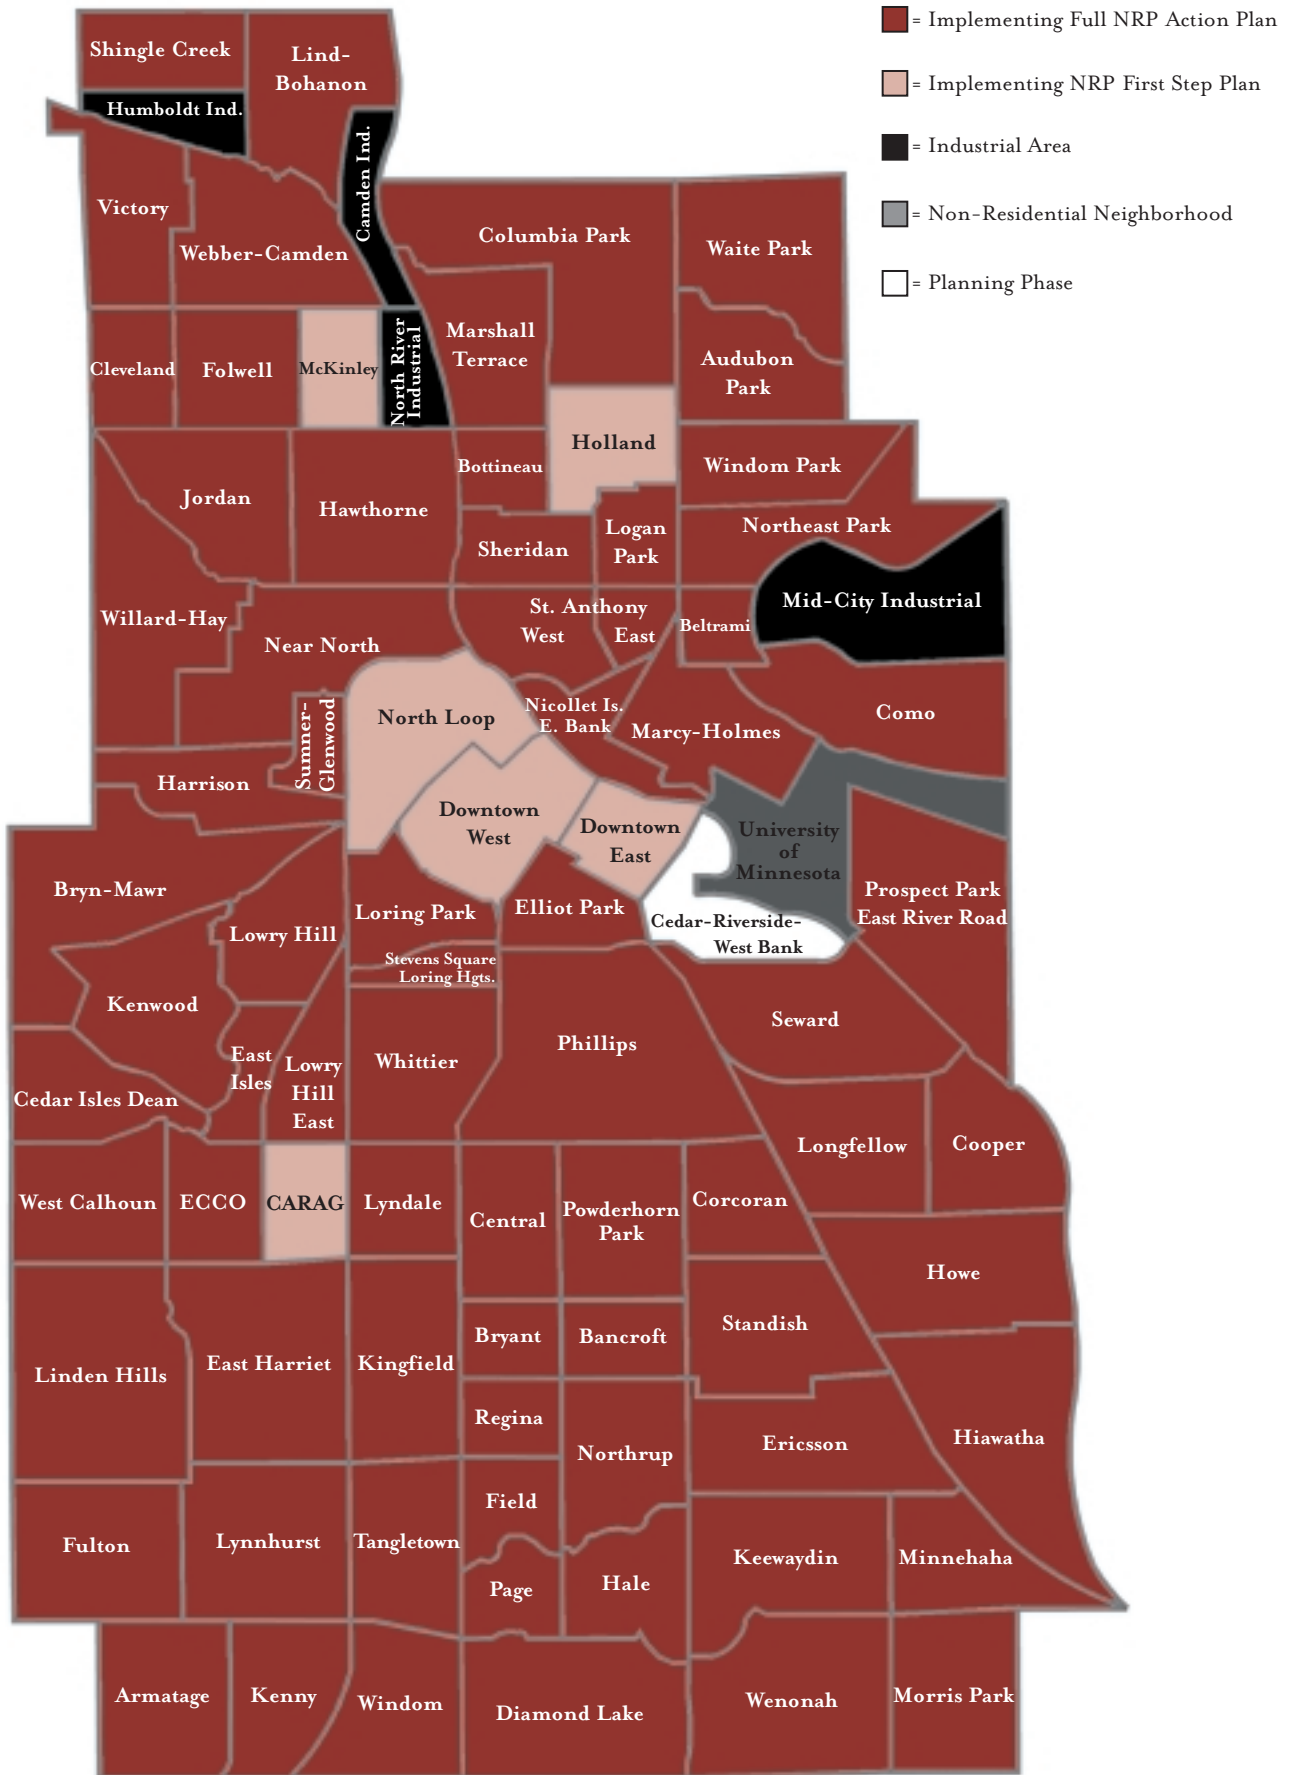 = Implementing Full NRP Action Plan
= Implementing NRP First Step Plan
= Industrial Area
= Non-Residential Neighborhood
= Planning Phase
Shingle Creek
Lind-
Bohanon
Humboldt Ind.
Camden Ind.
Victory
Webber-Camden
Columbia Park
Waite Park
Cleveland
Folwell
McKinley
North River
Industrial
Marshall
Terrace
Audubon
Park
Holland
Bottineau
Windom Park
Jordan
Hawthorne
Sheridan
Logan
Park
Northeast Park
Mid-City Industrial
Willard-Hay
Near North
St. Anthony
West
East
Beltrami
Sumner-
Glenwood
North Loop
Nicollet Is.
E. Bank
Marcy-Holmes
Como
Harrison
Downtown
West
Downtown
East
University
of
Minnesota
Bryn-Mawr
Lowry Hill
Loring Park
Elliot Park
Cedar-Riverside-
West Bank
Prospect Park
East River Road
Stevens Square
Loring Hgts.
Kenwood
East
Isles
Lowry
Hill
East
Whittier
Phillips
Seward
Cedar Isles Dean
Longfellow
Cooper
West Calhoun
ECCO
CARAG
Lyndale
Central
Powderhorn
Park
Corcoran
Howe
Linden Hills
East Harriet
Kingfield
Bryant
Bancroft
Standish
Regina
Northrup
Ericsson
Hiawatha
Fulton
Lynnhurst
Tangletown
Field
Page
Hale
Keewaydin
Minnehaha
Armatage
Kenny
Windom
Diamond Lake
Wenonah
Morris Park